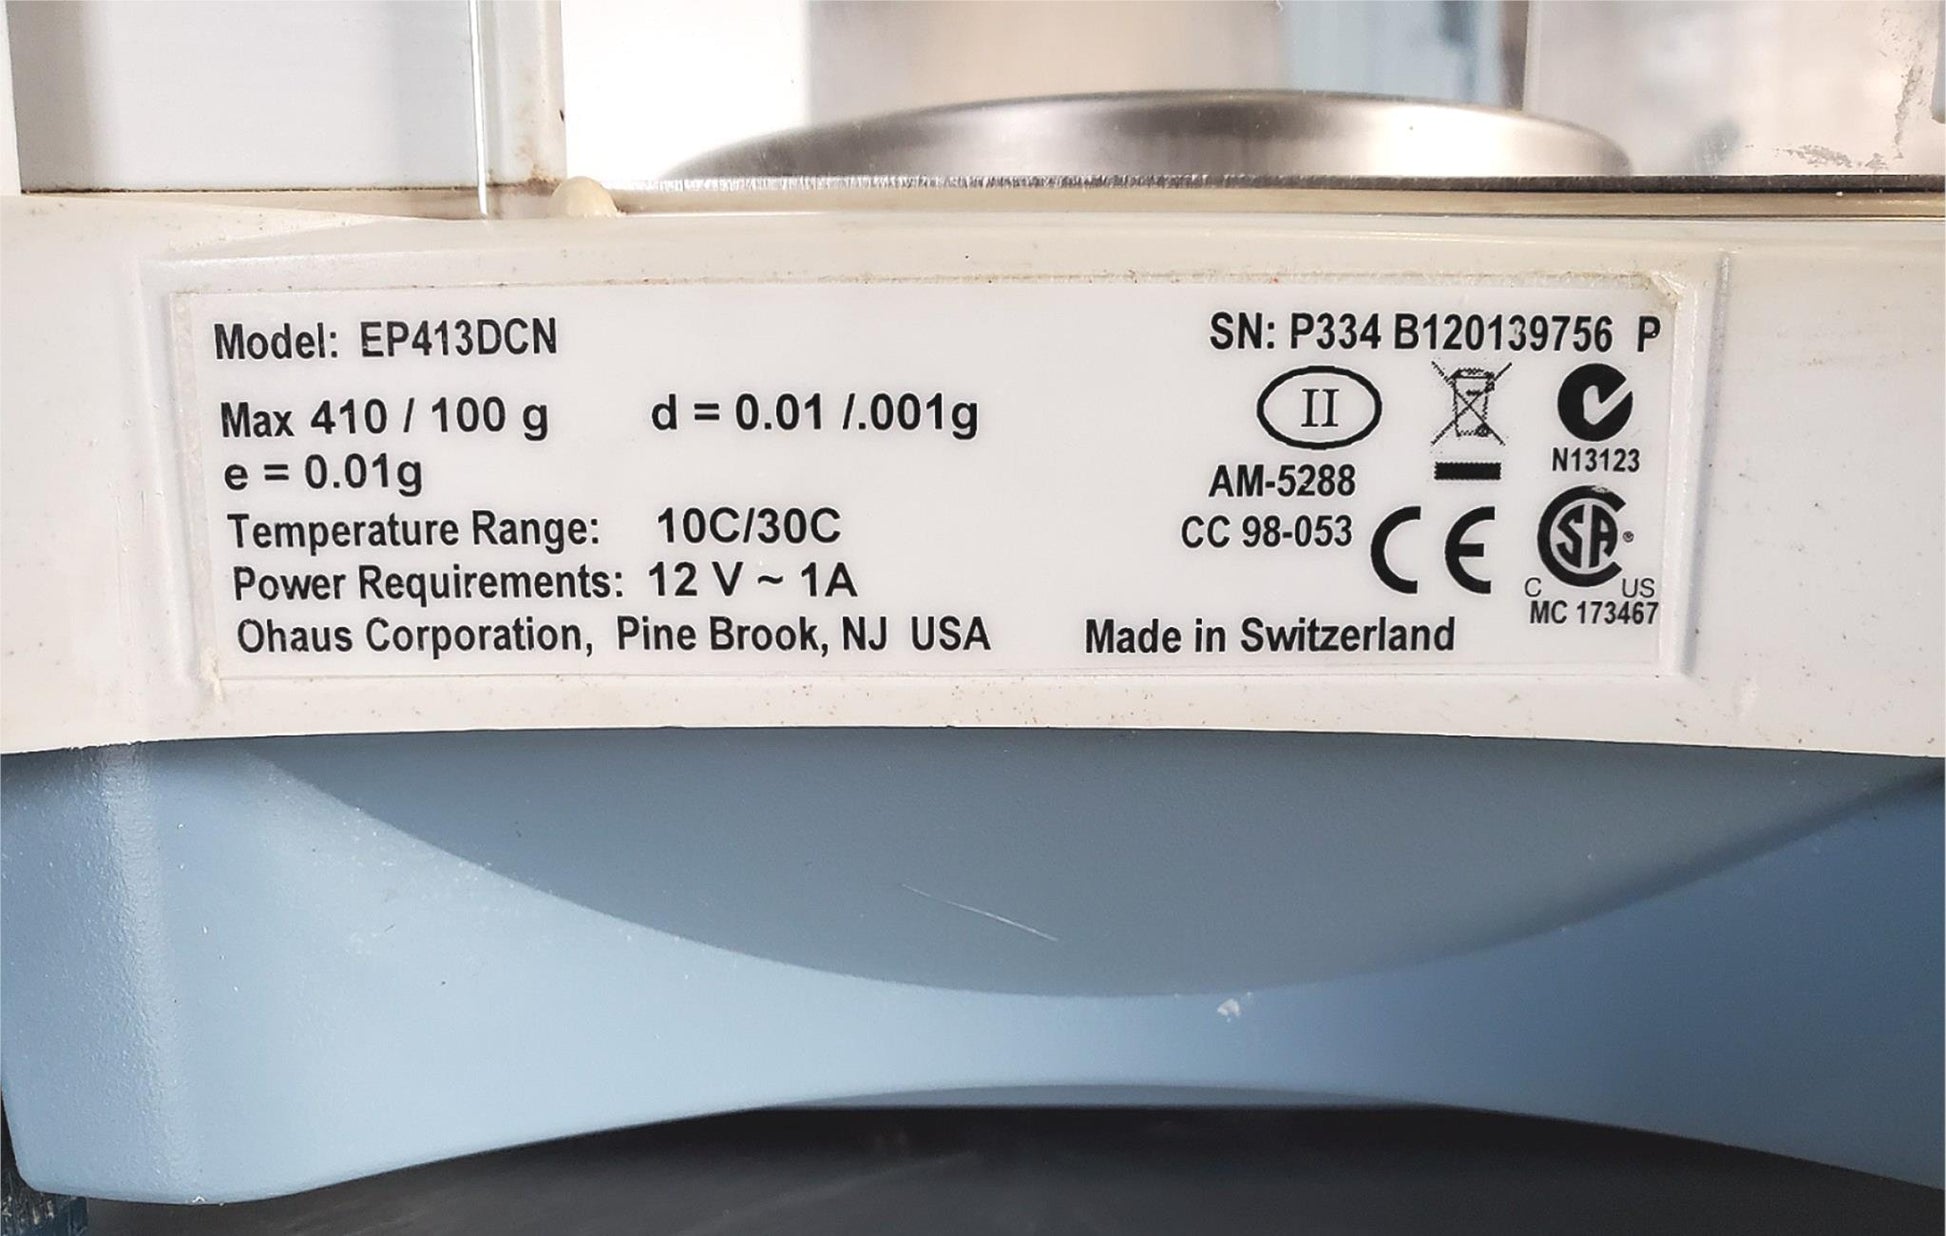 Model: EP413DCN
SN: P334 B120139756 P
Max 410 / 100 g d = 0.01 /.001g
e = 0.01g
II
N13123
AM-5288
CC 98-053
CE
Temperature Range: 10C/30C
Power Requirements: 12 V ~ 1A
SA®
C US
MC 173467
Ohaus Corporation, Pine Brook, NJ USA
Made in Switzerland